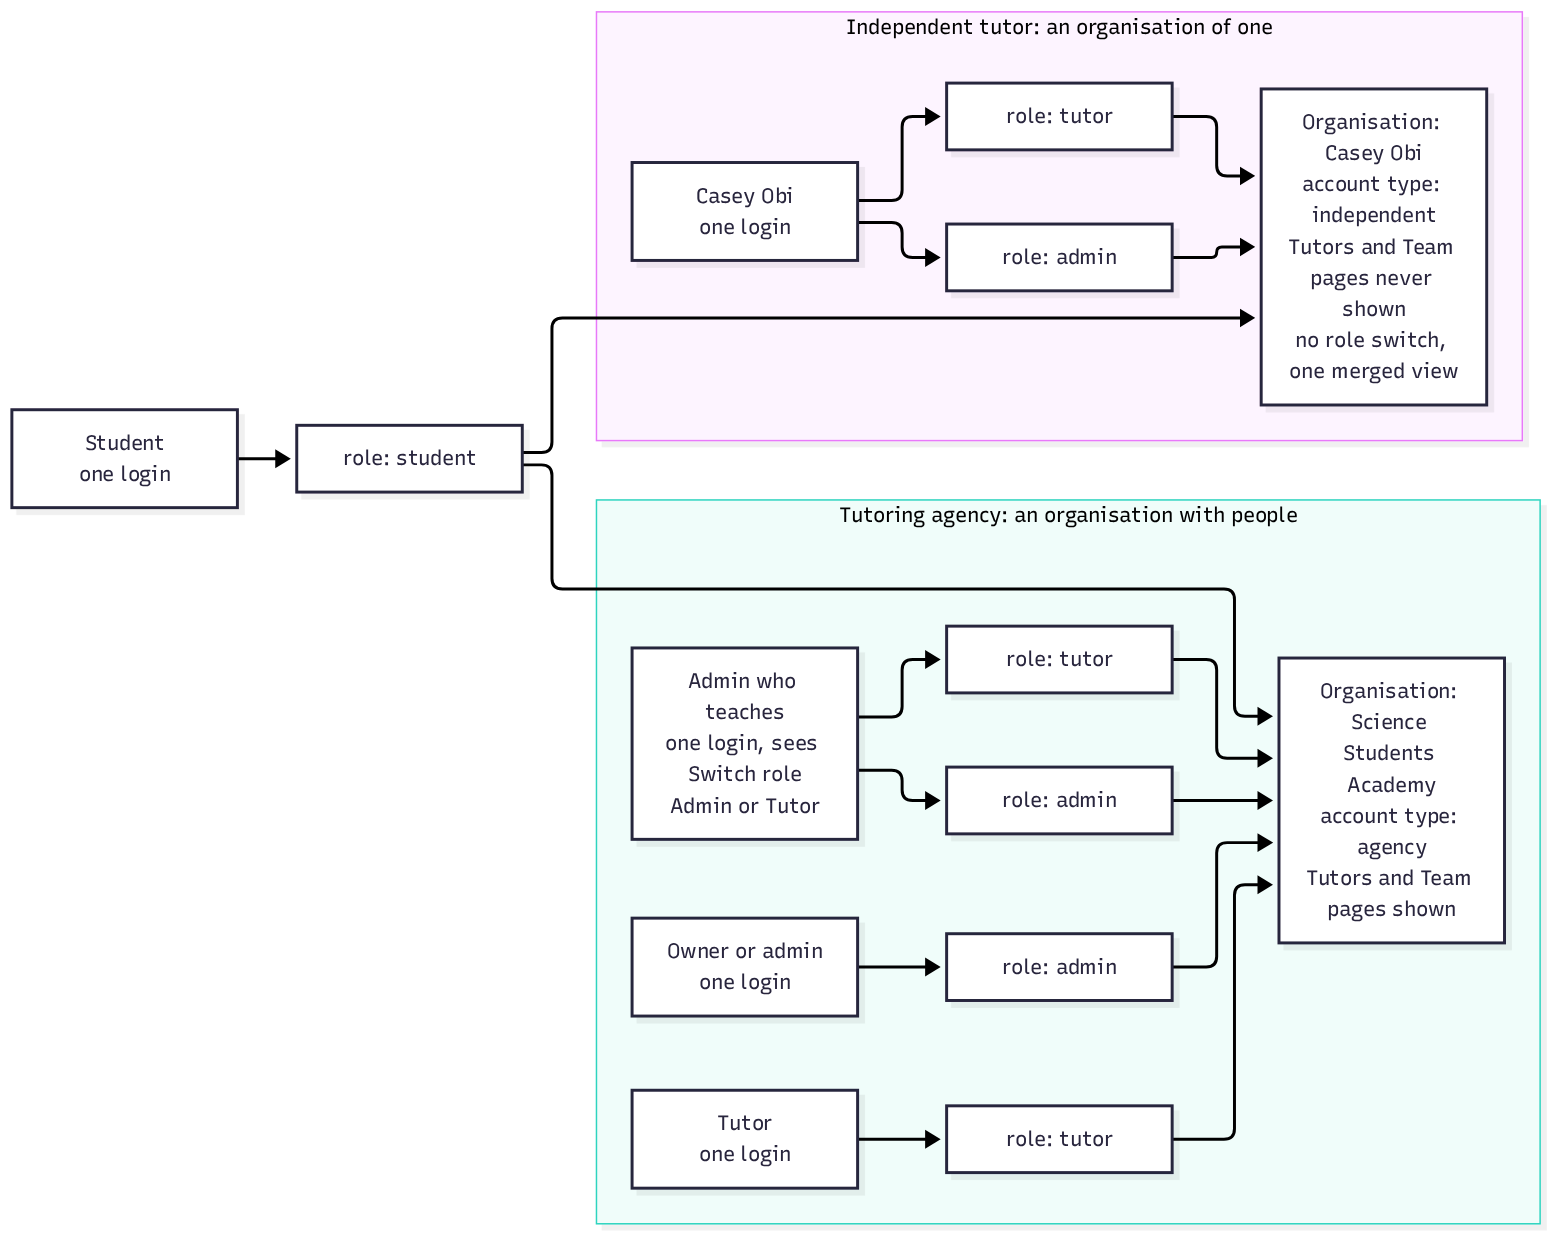 Independent tutor: an organisation of one
role: tutor
Organisation:
Casey Obi
account type:
independent
Tutors and Team
pages never
shown
no role switch,
one merged view
Casey Obi
one login
role: admin
Student
one login
role: student
Tutoring agency: an organisation with people
role: tutor
Admin who
teaches
one login, sees
Switch role
Admin or Tutor
role: admin
Organisation:
Science
Students
Academy
account type:
agency
Tutors and Team
pages shown
Owner or admin
one login
role: admin
Tutor
one login
role: tutor